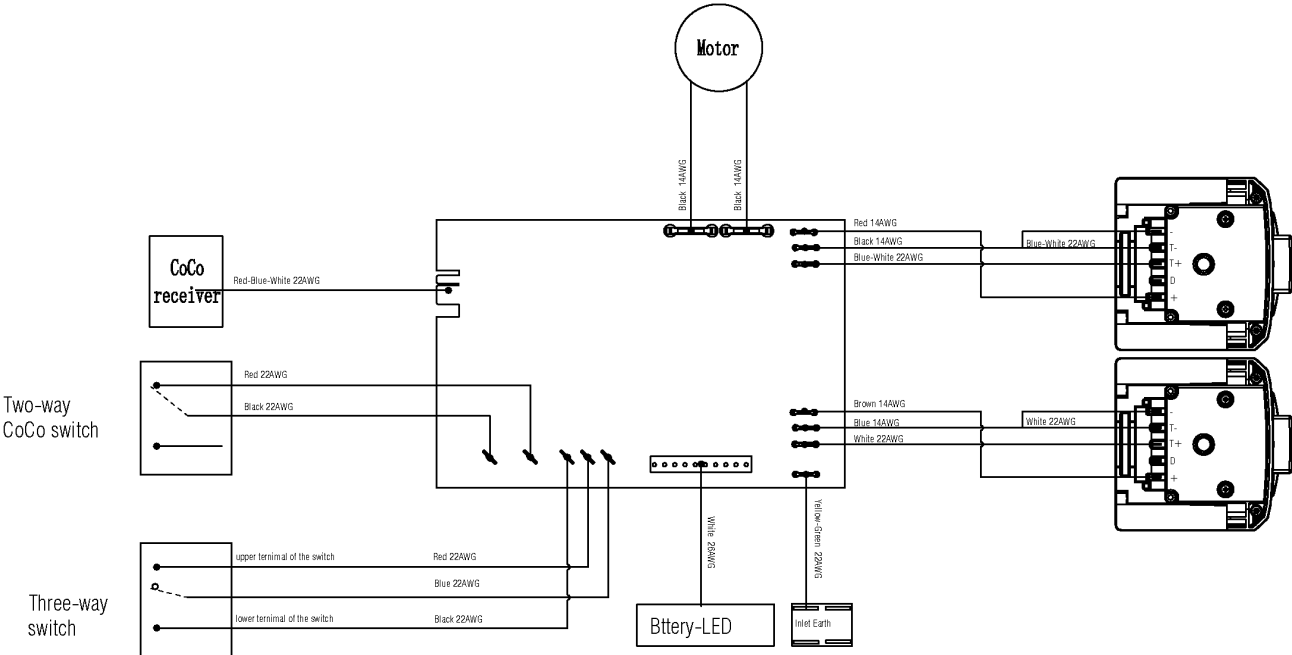 Motor
Black 14AWG
Black 14AWG
Red 14AWG
Black 14AWG
Blue-White 22AWG
Blue-White 22AWG
-
T-
T+
D
+
CoCo
receiver
Red-Blue-White 22AWG
Two-way
CoCo switch
Red 22AWG
Black 22AWG
Brown 14AWG
Blue 14AWG
White 22AWG
White 22AWG
-
T-
T+
D
+
Three-way
switch
upper ternimal of the switch
Red 22AWG
Blue 22AWG
lower ternimal of the switch
Black 22AWG
White 26AWG
Bttery-LED
Yellow-Green 22AWG
Inlet Earth